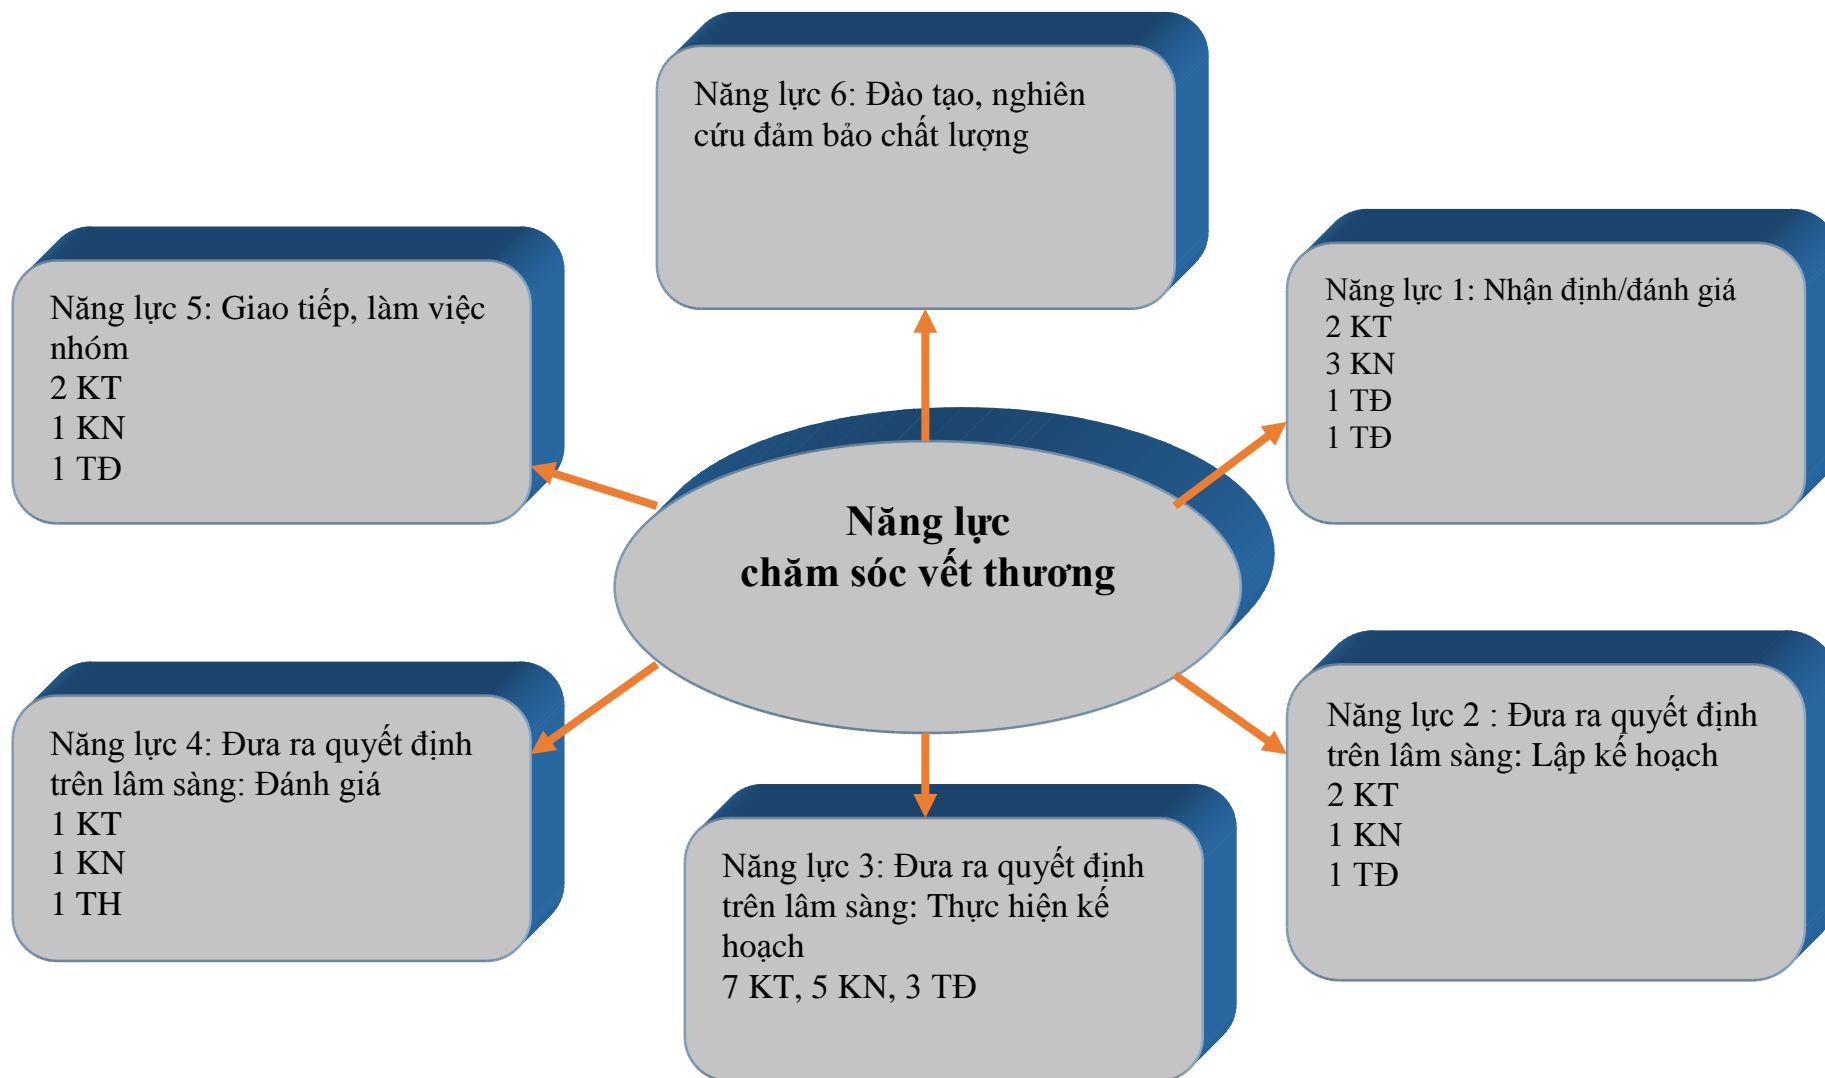 Năng lực 6: Đào tạo, nghiên
cứu đảm bảo chất lượng
Năng lực 5: Giao tiếp, làm việc
nhóm
2 KT
1 KN
1 TĐ
Năng lực 1: Nhận định/đánh giá
2 KT
3 KN
1 TĐ
1 TĐ
Năng lực
chăm sóc vết thương
Năng lực 4: Đưa ra quyết định
trên lâm sàng: Đánh giá
1 KT
1 KN
1 TH
Năng lực 3: Đưa ra quyết định
trên lâm sàng: Thực hiện kế
hoạch
7 KT, 5 KN, 3 TĐ
Năng lực 2 : Đưa ra quyết định
trên lâm sàng: Lập kế hoạch
2 KT
1 KN
1 TĐ